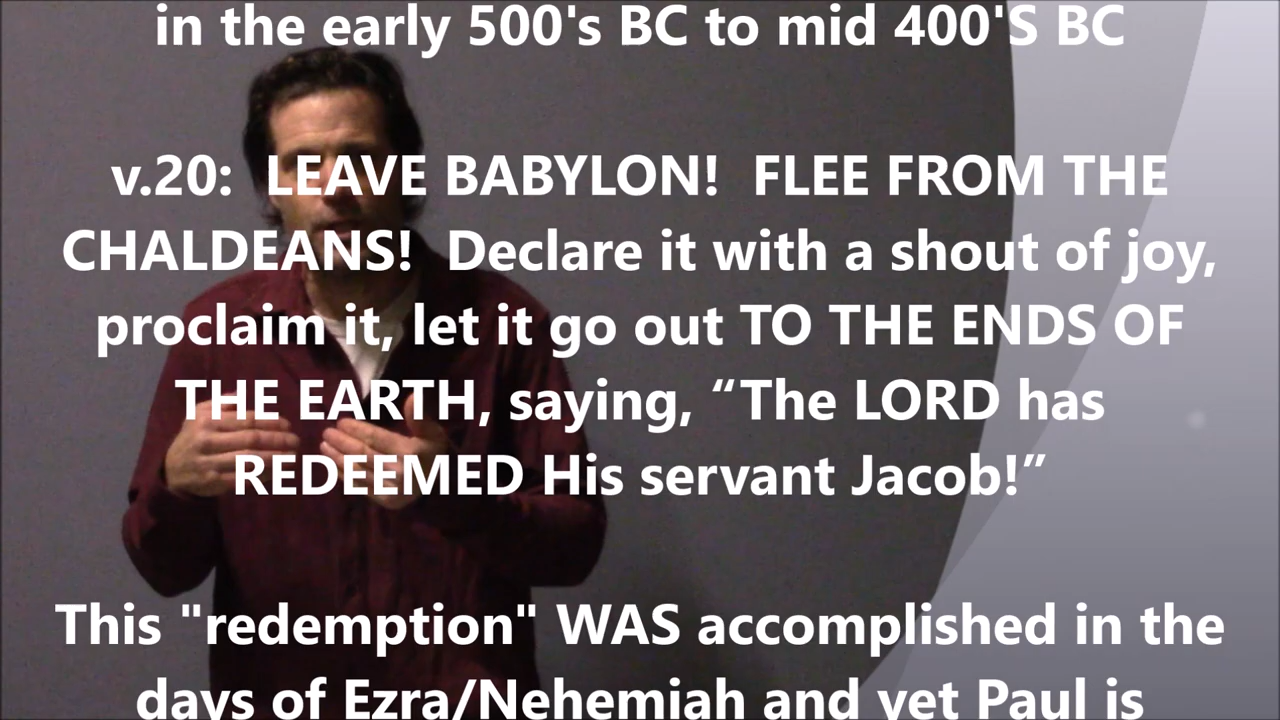 in the early 500's BC to mid 400'S BC
v.20:  LEAVE BABYLON!  FLEE FROM THE
CHALDEANS!  Declare it with a shout of joy,
proclaim it, let it go out TO THE ENDS OF
THE EARTH, saying, “The LORD has
REDEEMED His servant Jacob!”
This "redemption" WAS accomplished in the
days of Ezra/Nehemiah and yet Paul is